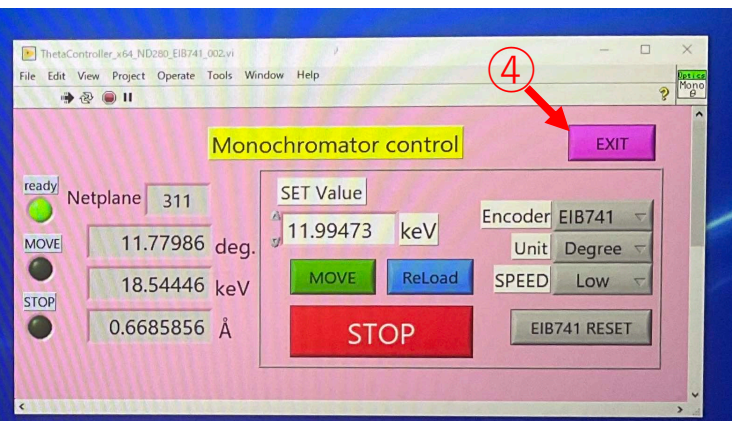 ThetaController_x64_ND280_EIB741_002.vi
File Edit View Project Operate Tools Window Help
④
Optics
Mono
θ
Monochromator control
EXIT
ready
Netplane 311
MOVE
11.77986 deg.
18.54446 keV
STOP
0.6685856 Å
SET Value
11.99473 keV
MOVE ReLoad
STOP
Encoder EIB741
Unit Degree
SPEED Low
EIB741 RESET